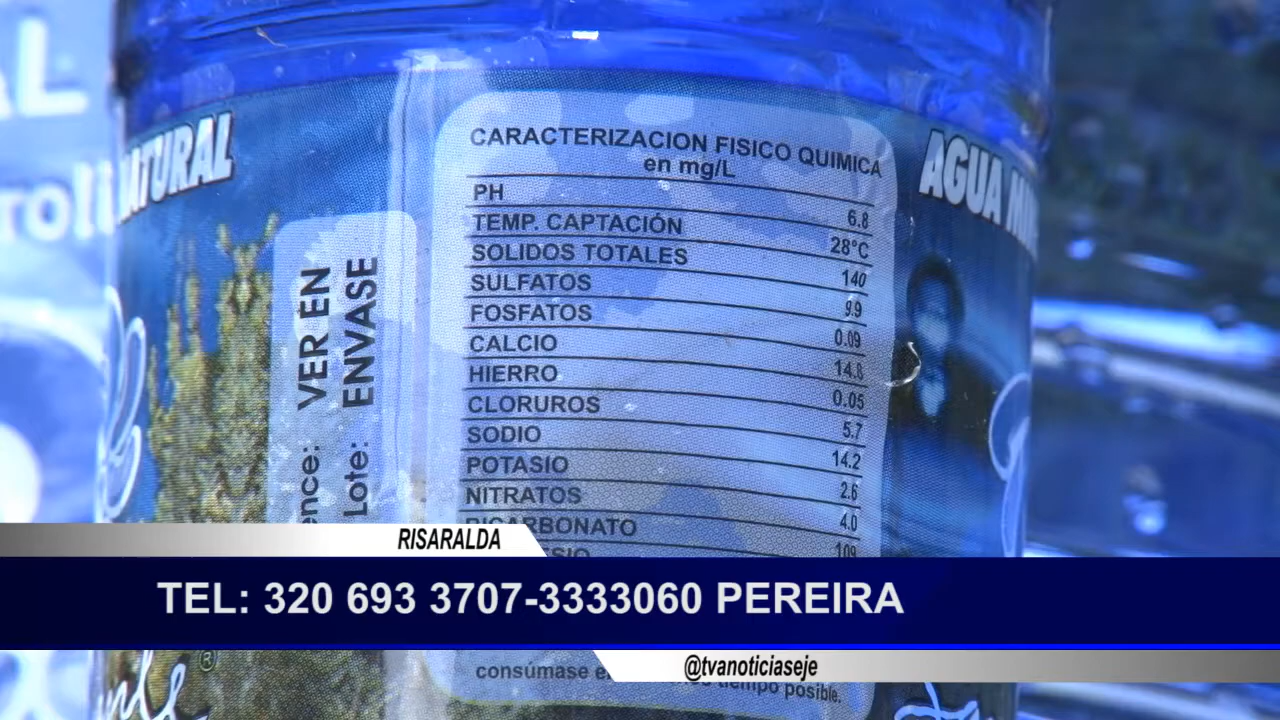 AL
NATURAL
rolla
VER EN
ENVASE
ence:
Lote:
CARACTERIZACION FISICO QUIMICA
en mg/L
PH 6.8
TEMP. CAPTACIÓN 28°C
SOLIDOS TOTALES 140
SULFATOS 9.9
FOSFATOS 0.09
CALCIO 14.8
HIERRO 0.05
CLORUROS 5.7
SODIO 14.2
POTASIO 2.6
NITRATOS 4.0
BICARBONATO 109
AGUA
RISARALDA
TEL: 320 693 3707-3333060 PEREIRA
@tvanoticiaseje
consúmase
tiempo posible.